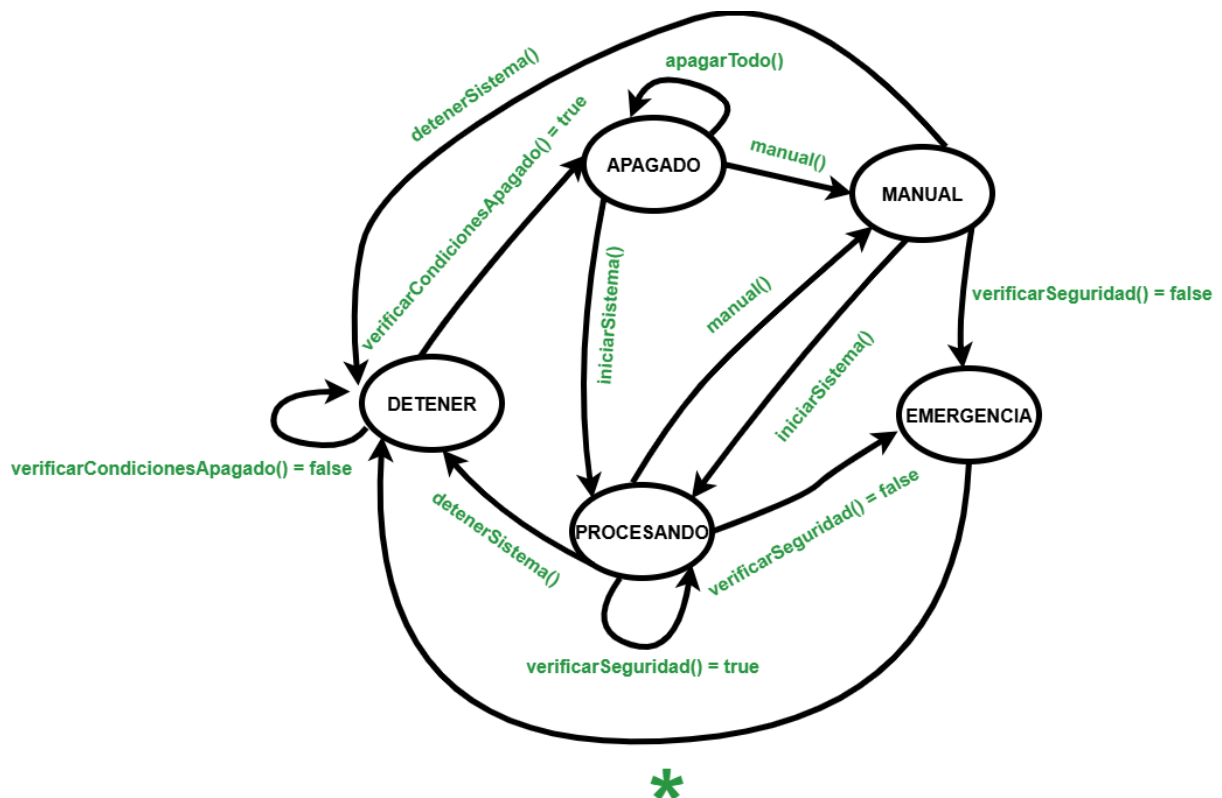 apagarTodo()
detenerSistema()
verificarCondicionesApagado() = true
APAGADO
manual()
MANUAL
iniciarSistema()
manual()
iniciarSistema()
verificarSeguridad() = false
DETENER
EMERGENCIA
verificarCondicionesApagado() = false
detenerSistema()
PROCESANDO
verificarSeguridad() = false
verificarSeguridad() = true
*